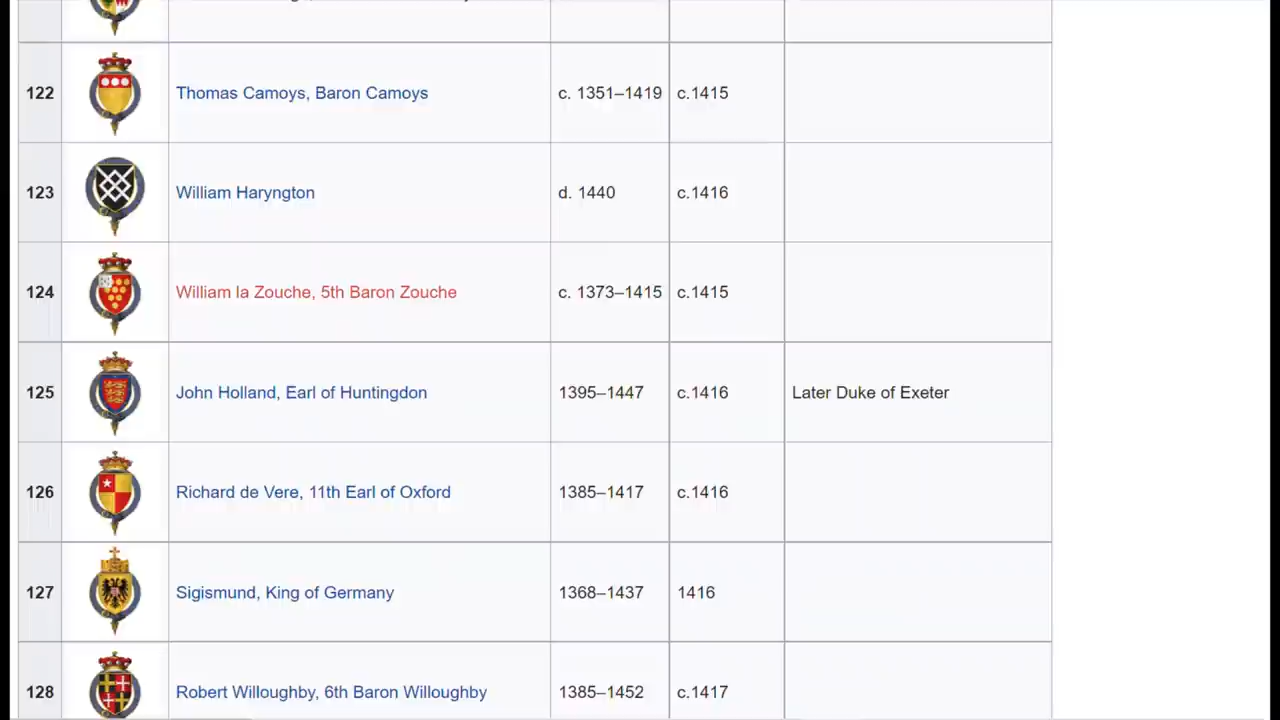 122 Thomas Camoys, Baron Camoys c. 1351–1419 c.1415
123 William Haryngton d. 1440 c.1416
124 William la Zouche, 5th Baron Zouche c. 1373–1415 c.1415
125 John Holland, Earl of Huntingdon 1395–1447 c.1416 Later Duke of Exeter
126 Richard de Vere, 11th Earl of Oxford 1385–1417 c.1416
127 Sigismund, King of Germany 1368–1437 1416
128 Robert Willoughby, 6th Baron Willoughby 1385–1452 c.1417